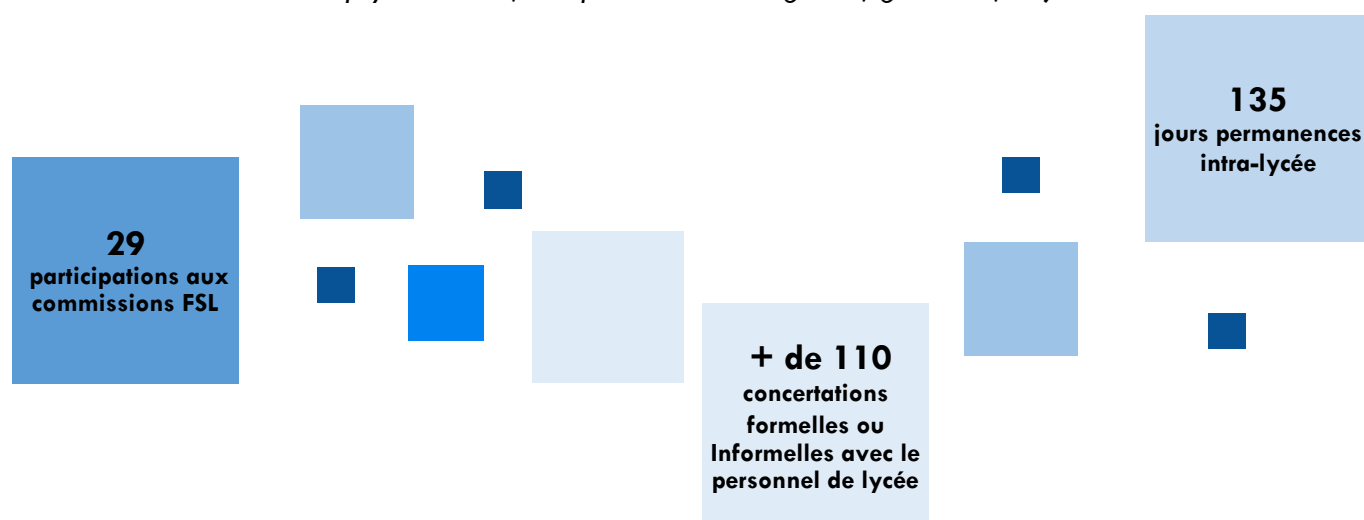 29
participations aux
commissions FSL
+ de 110
concertations
formelles ou
Informelles avec le
personnel de lycée
135
jours permanences
intra-lycée